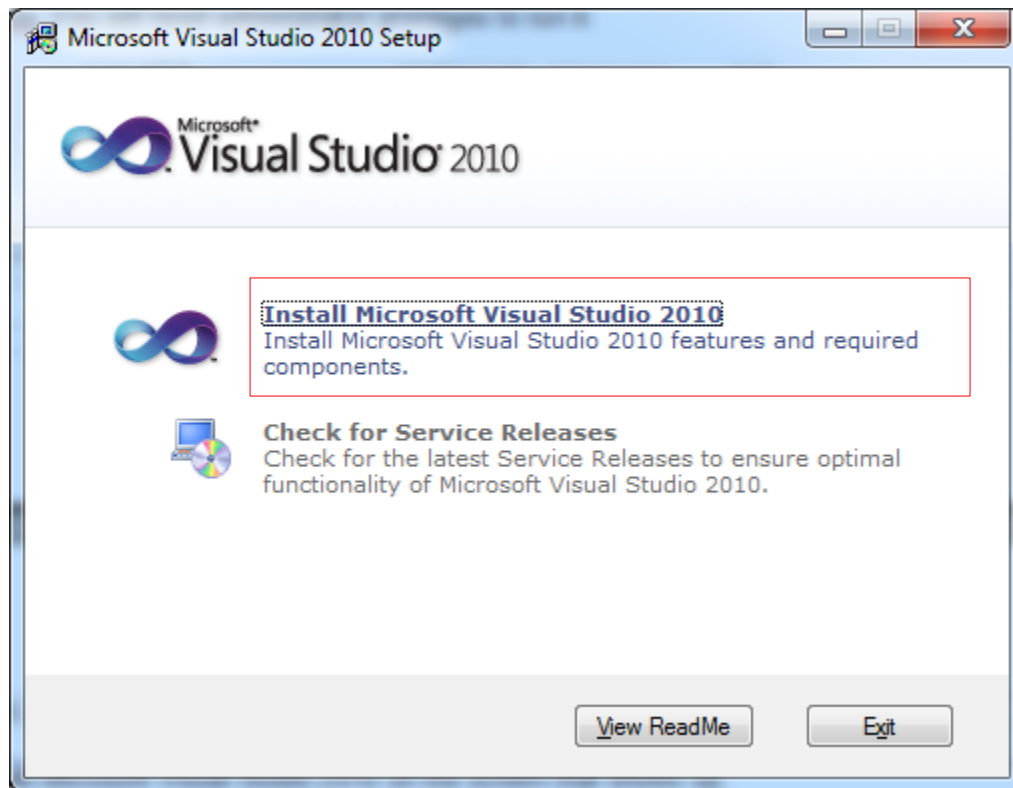 Microsoft Visual Studio 2010 Setup
Microsoft
Visual Studio 2010
Install Microsoft Visual Studio 2010
Install Microsoft Visual Studio 2010 features and required
components.
Check for Service Releases
Check for the latest Service Releases to ensure optimal
functionality of Microsoft Visual Studio 2010.
View ReadMe
Exit